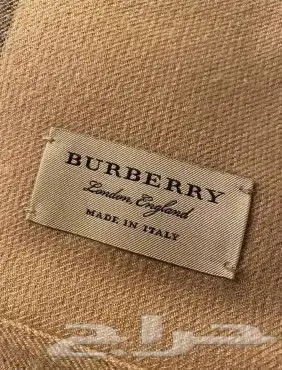 BURBERRY
London, England
MADE IN ITALY
حراج